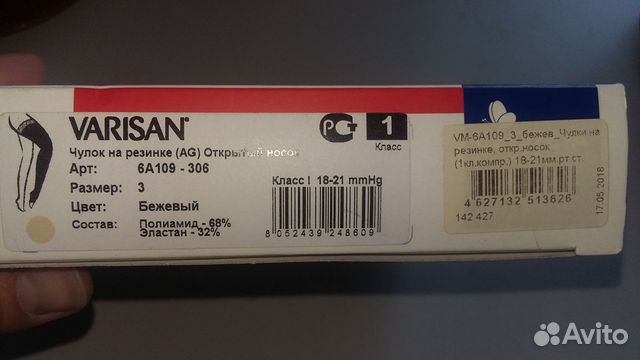 VARISAN®
Чулок на резинке (AG) Открытый носок
Арт: 6A109 - 306
Размер: 3
Цвет: Бежевый
Состав: Полиамид - 68%
Эластан - 32%
РСТ
1
Класс
Класс I 18-21 mmHg
8 052439 248609
VM-6A109_3_бежев_Чулки на
резинке, откр.носок
(1кл.компр.) 18-21мм.рт.ст.
4 627132 513626
142 427
17.05.2018
Avito